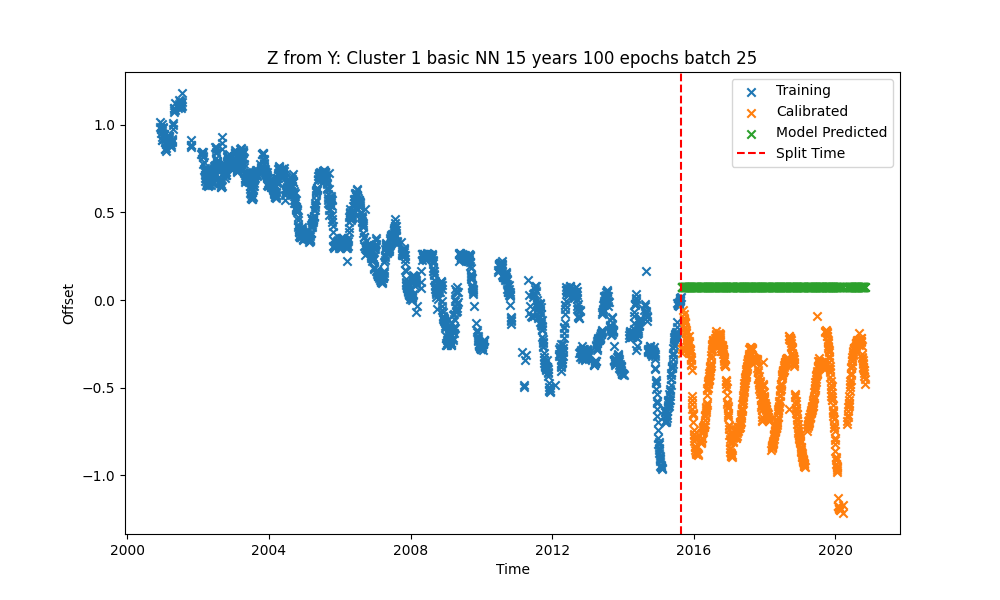 Z from Y: Cluster 1 basic NN 15 years 100 epochs batch 25
Training
Calibrated
Model Predicted
Split Time
1.0
0.5
0.0
−0.5
−1.0
Offset
2000
2004
2008
2012
2016
2020
Time